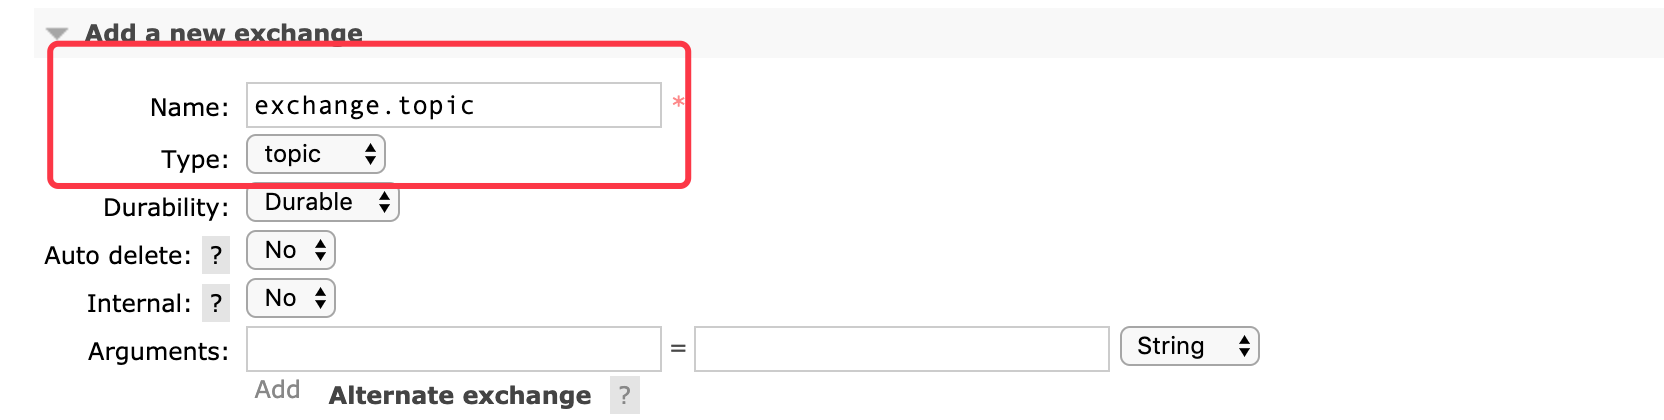 Add a new exchange
Name: exchange.topic *
Type: topic
Durability: Durable
Auto delete: ? No
Internal: ? No
Arguments: = String
Add Alternate exchange ?